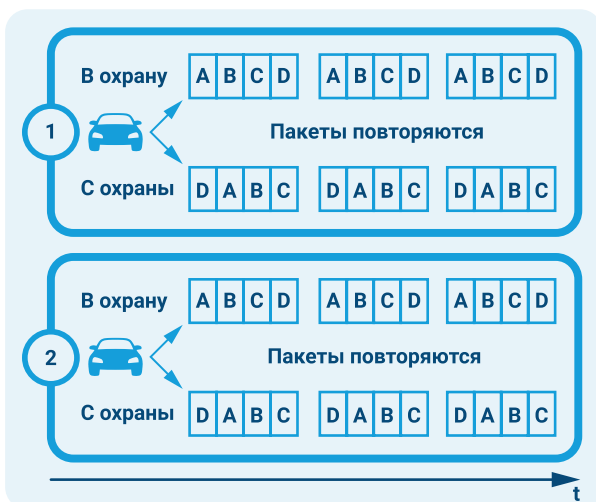 В охрану A B C D A B C D A B C D
1 Пакеты повторяются
С охраны D A B C D A B C D A B C
В охрану A B C D A B C D A B C D
2 Пакеты повторяются
С охраны D A B C D A B C D A B C
t